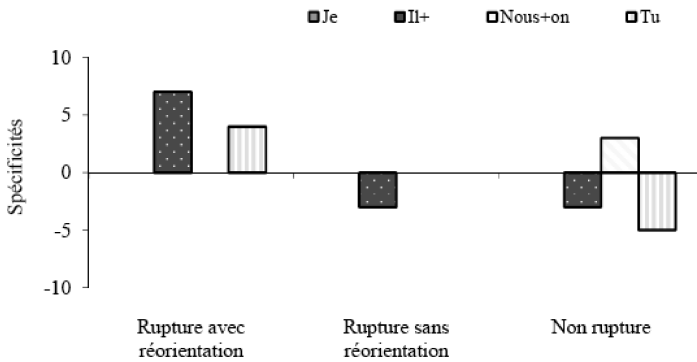 Je Il+ Nous+on Tu
10
5
0
-5
-10
Spécificités
Rupture avec
réorientation
Rupture sans
réorientation
Non rupture